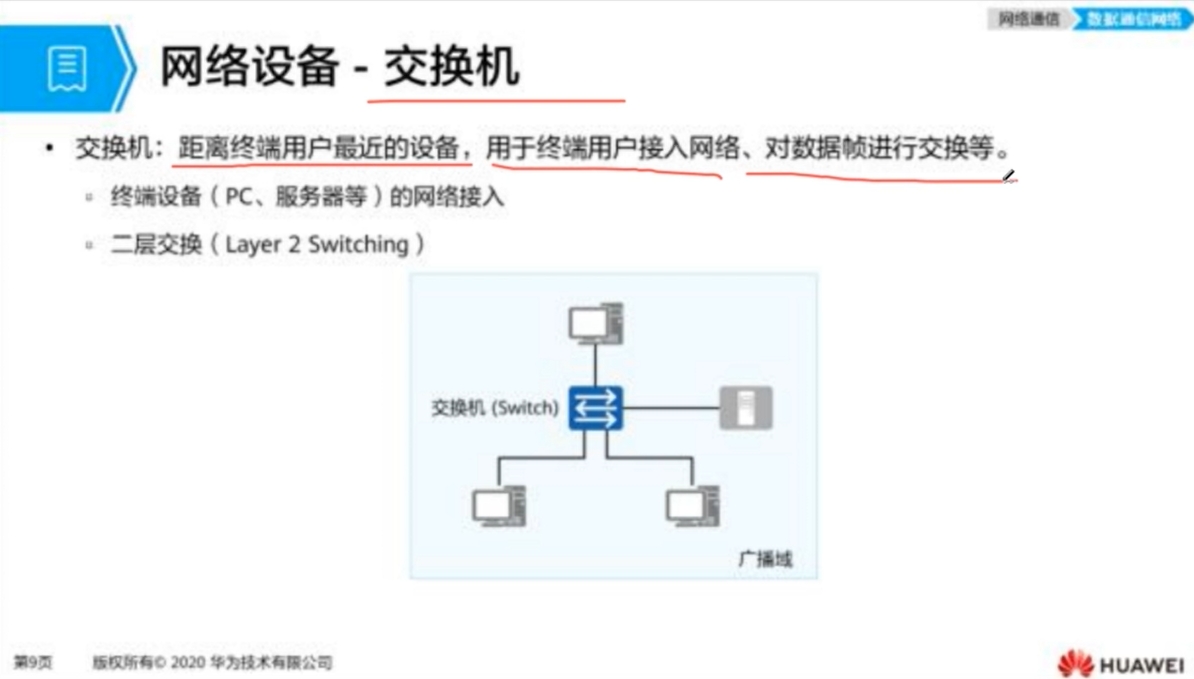 网络通信 数据通信网络
网络设备 - 交换机
• 交换机：距离终端用户最近的设备，用于终端用户接入网络、对数据帧进行交换等。
▫ 终端设备（PC、服务器等）的网络接入
▫ 二层交换（Layer 2 Switching）
交换机 (Switch)
广播域
第9页 版权所有© 2020 华为技术有限公司
HUAWEI